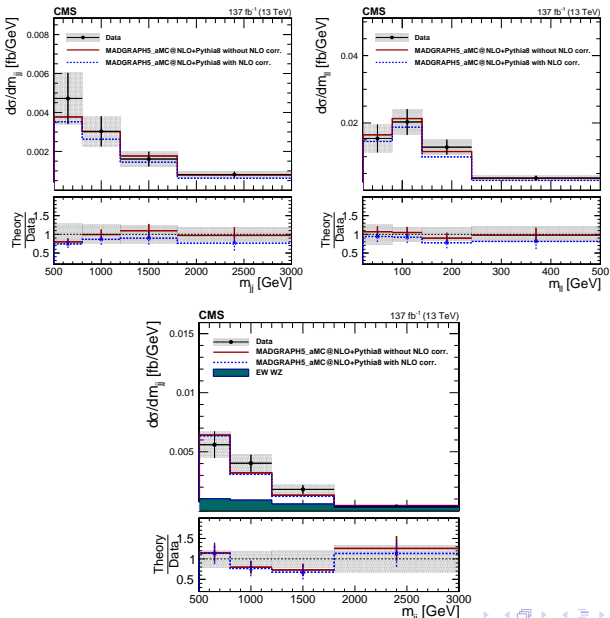 CMS 137 fb⁻¹ (13 TeV)
Data
MADGRAPH5_aMC@NLO+Pythia8 without NLO corr.
MADGRAPH5_aMC@NLO+Pythia8 with NLO corr.
dσ/dm_jj [fb/GeV]
0.008
0.006
0.004
0.002
Theory
Data
1.5
1
0.5
500 1000 1500 2000 2500 3000
m_jj [GeV]
CMS 137 fb⁻¹ (13 TeV)
Data
MADGRAPH5_aMC@NLO+Pythia8 without NLO corr.
MADGRAPH5_aMC@NLO+Pythia8 with NLO corr.
dσ/dm_ll [fb/GeV]
0.04
0.02
Theory
Data
1.5
1
0.5
100 200 300 400 500
m_ll [GeV]
CMS 137 fb⁻¹ (13 TeV)
Data
MADGRAPH5_aMC@NLO+Pythia8 without NLO corr.
MADGRAPH5_aMC@NLO+Pythia8 with NLO corr.
EW WZ
dσ/dm_jj [fb/GeV]
0.015
0.01
0.005
Theory
Data
1.5
1
0.5
500 1000 1500 2000 2500 3000
m_jj [GeV]